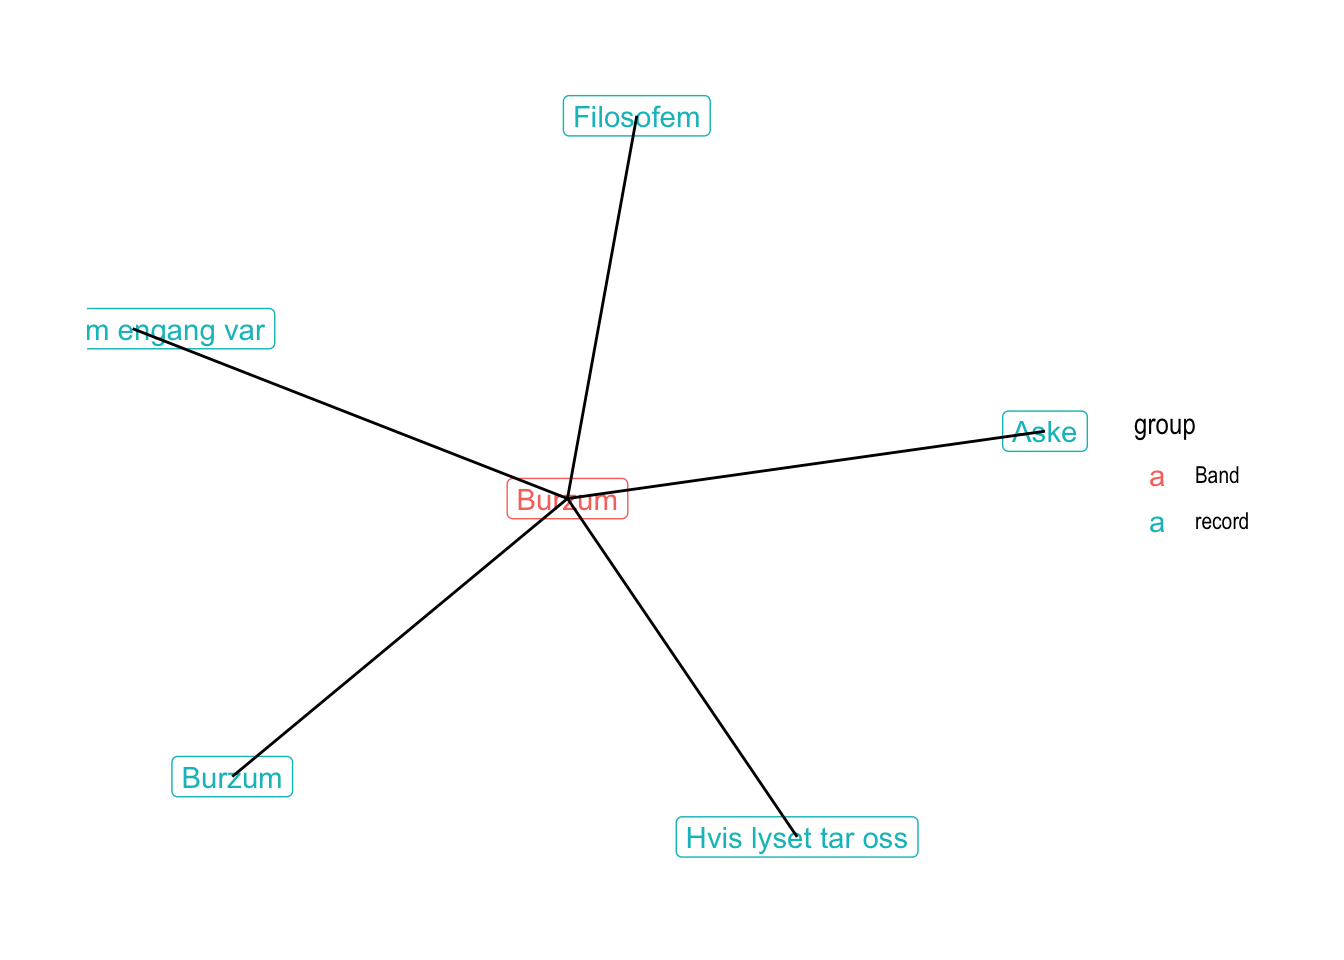 Filosofem
m engang var
Aske
Burzum
Burzum
Hvis lyset tar oss
group
a Band
a record